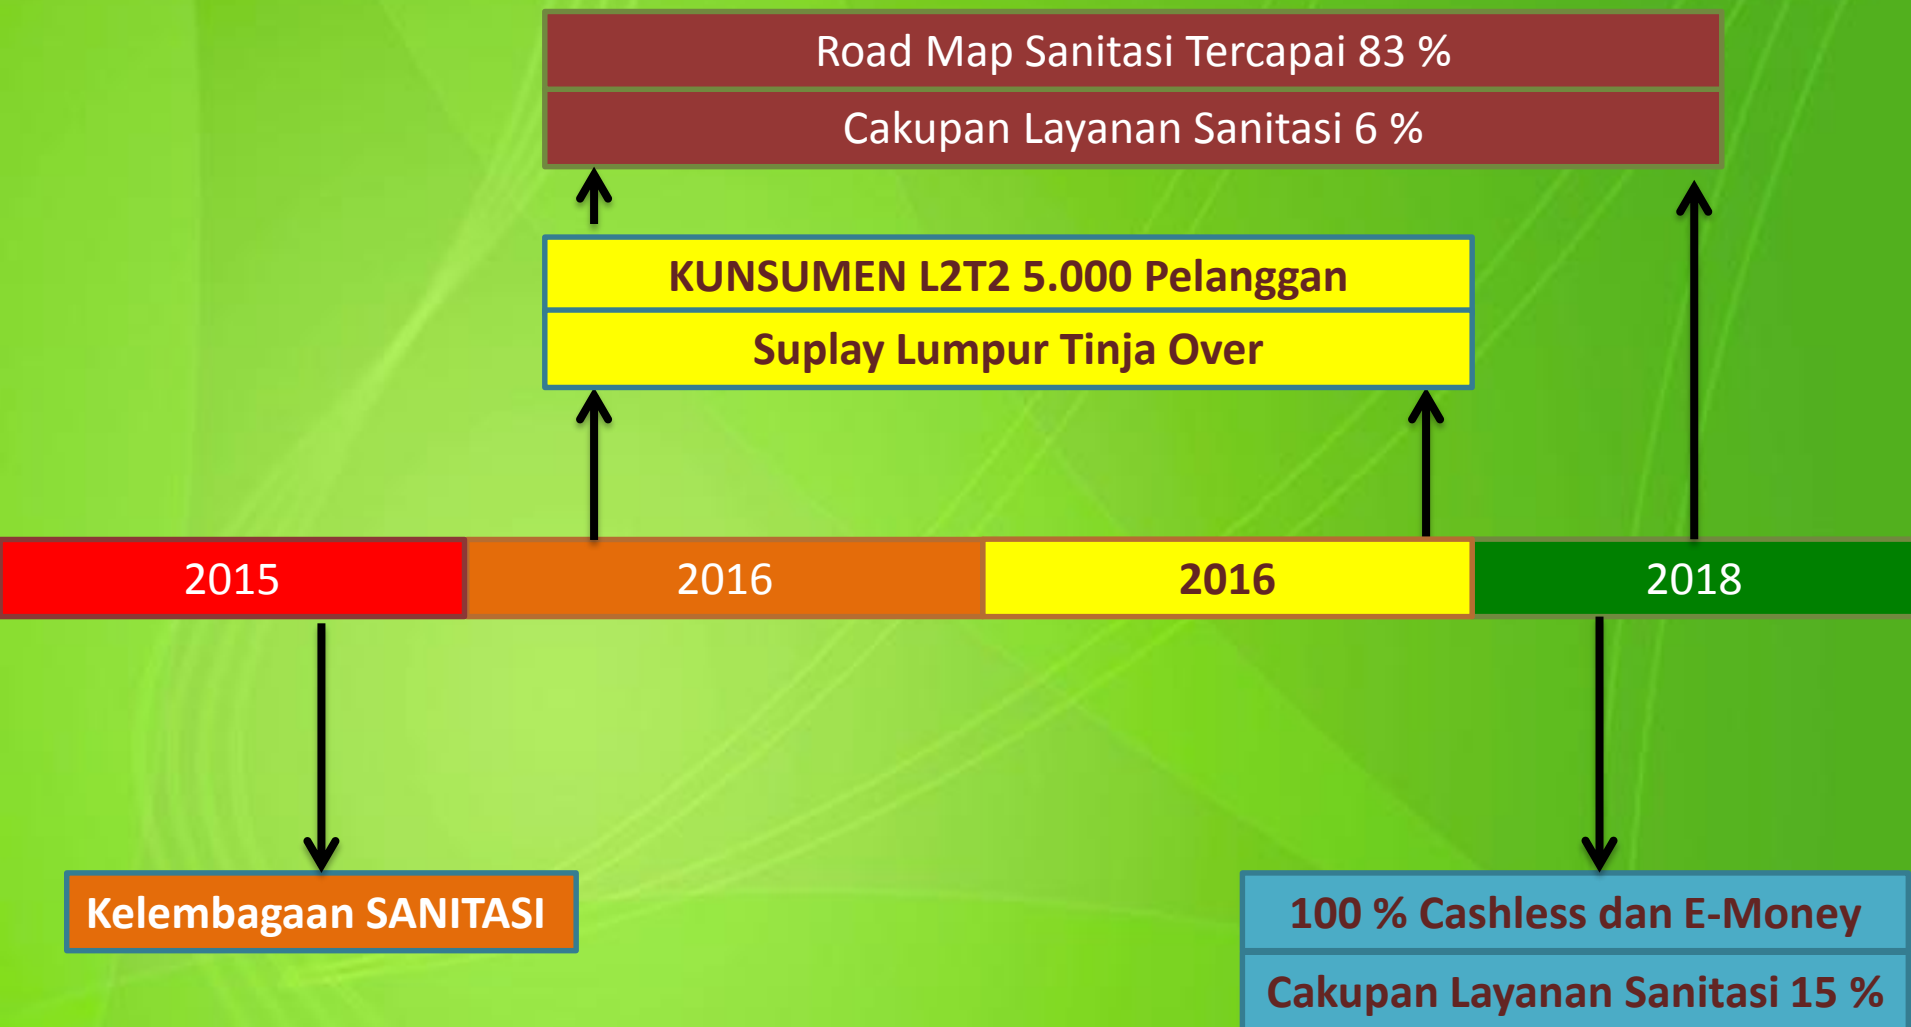 Road Map Sanitasi Tercapai 83 %
Cakupan Layanan Sanitasi 6 %
KUNSUMEN L2T2 5.000 Pelanggan
Suplay Lumpur Tinja Over
2015
2016
2016
2018
Kelembagaan SANITASI
100 % Cashless dan E-Money
Cakupan Layanan Sanitasi 15 %